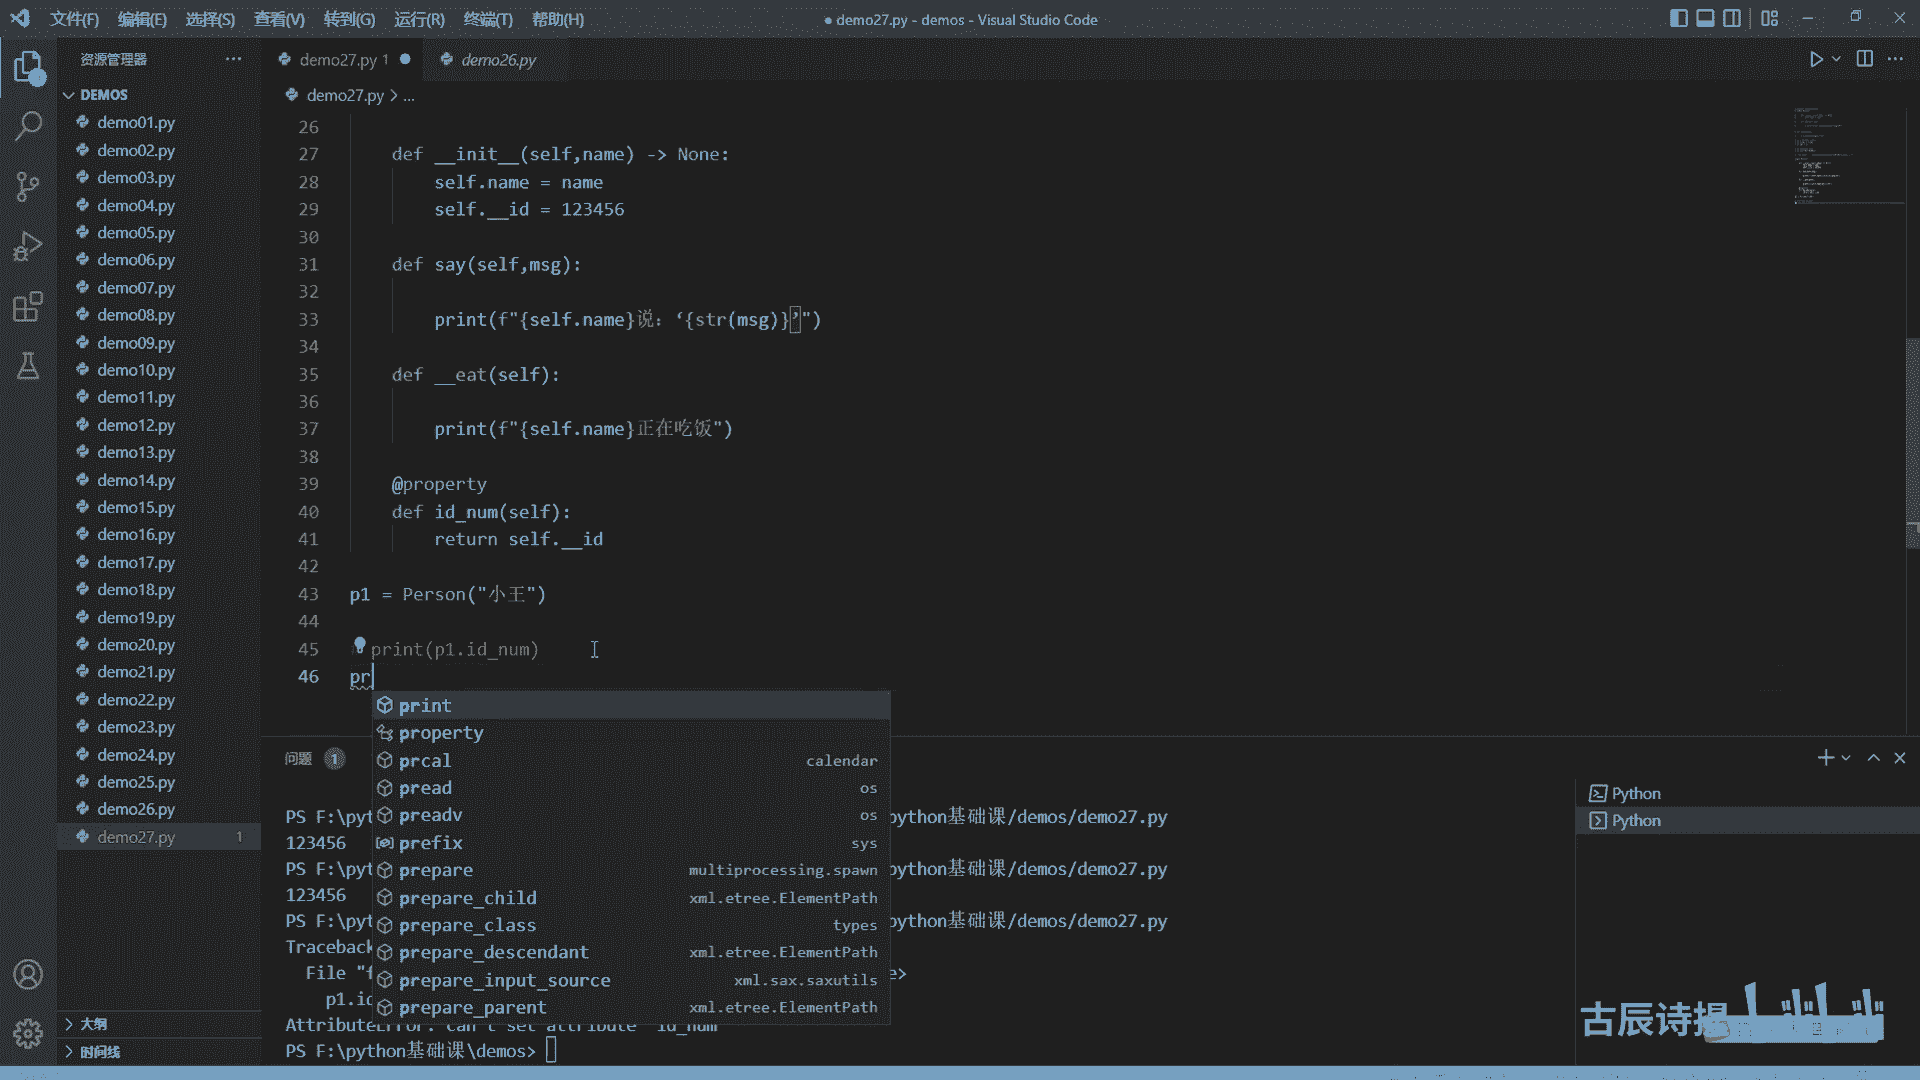 文件(F) 编辑(E) 选择(S) 查看(V) 转到(G) 运行(R) 终端(T) 帮助(H) ● demo27.py - demos - Visual Studio Code
资源管理器 ··· demo27.py 1 ● demo26.py
DEMOS
demo27.py > ...
demo01.py
demo02.py
demo03.py
demo04.py
demo05.py
demo06.py
demo07.py
demo08.py
demo09.py
demo10.py
demo11.py
demo12.py
demo13.py
demo14.py
demo15.py
demo16.py
demo17.py
demo18.py
demo19.py
demo20.py
demo21.py
demo22.py
demo23.py
demo24.py
demo25.py
demo26.py
demo27.py 1
大纲
时间线
26
27 def __init__(self,name) -> None:
28 self.name = name
29 self.__id = 123456
30
31 def say(self,msg):
32
33 print(f"{self.name}说：‘{str(msg)}’")
34
35 def __eat(self):
36
37 print(f"{self.name}正在吃饭")
38
39 @property
40 def id_num(self):
41 return self.__id
42
43 p1 = Person("小王")
44
45 print(p1.id_num)
46 pr
print
property
prcal calendar
pread os
preadv os
prefix sys
prepare multiprocessing.spawn
prepare_child xml.etree.ElementPath
prepare_class types
prepare_descendant xml.etree.ElementPath
prepare_input_source xml.sax.saxutils
prepare_parent xml.etree.ElementPath
问题 1
PS F:\pyt python基础课/demos/demo27.py
123456
PS F:\pyt python基础课/demos/demo27.py
123456
PS F:\pyt python基础课/demos/demo27.py
Traceback
File "f e>
p1.id
AttributeError: can't set attribute 'id_num'
PS F:\python基础课\demos>
Python
Python
古辰诗提